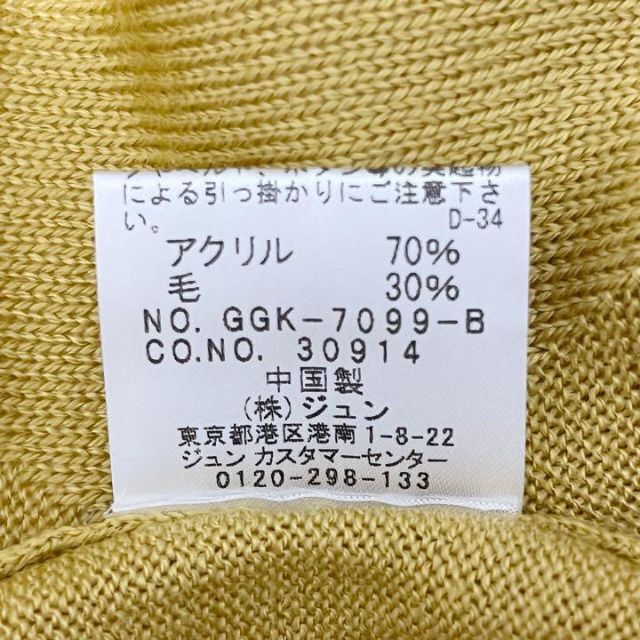 による引っ掛かりにご注意下さ
い。 D-34
アクリル 70%
毛 30%
NO. GGK-7099-B
CO.NO. 30914
中国製
(株)ジュン
東京都港区港南1-8-22
ジュン カスタマーセンター
0120-298-133